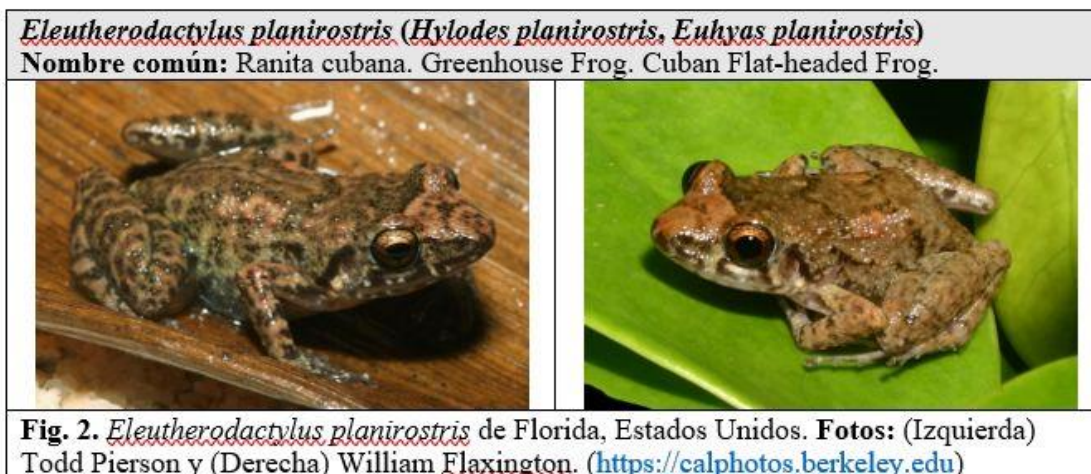 Eleutherodactylus planirostris (Hylodes planirostris, Euhyas planirostris)
Nombre común: Ranita cubana. Greenhouse Frog. Cuban Flat-headed Frog.
Fig. 2. Eleutherodactylus planirostris de Florida, Estados Unidos. Fotos: (Izquierda)
Todd Pierson y (Derecha) William Flaxington. (https://calphotos.berkeley.edu)